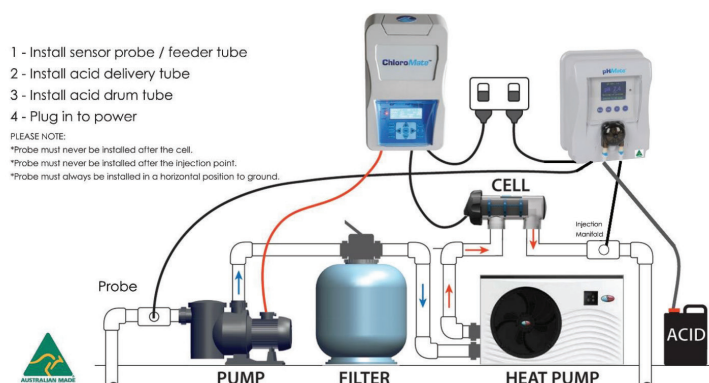 1 - Install sensor probe / feeder tube
2 - Install acid delivery tube
3 - Install acid drum tube
4 - Plug in to power
PLEASE NOTE:
*Probe must never be installed after the cell.
*Probe must never be installed after the injection point.
*Probe must always be installed in a horizontal position to ground.
ChloroMate™
pHMate
CELL
Injection
Manifold
Probe
ACID
AUSTRALIAN MADE
PUMP
FILTER
HEAT PUMP